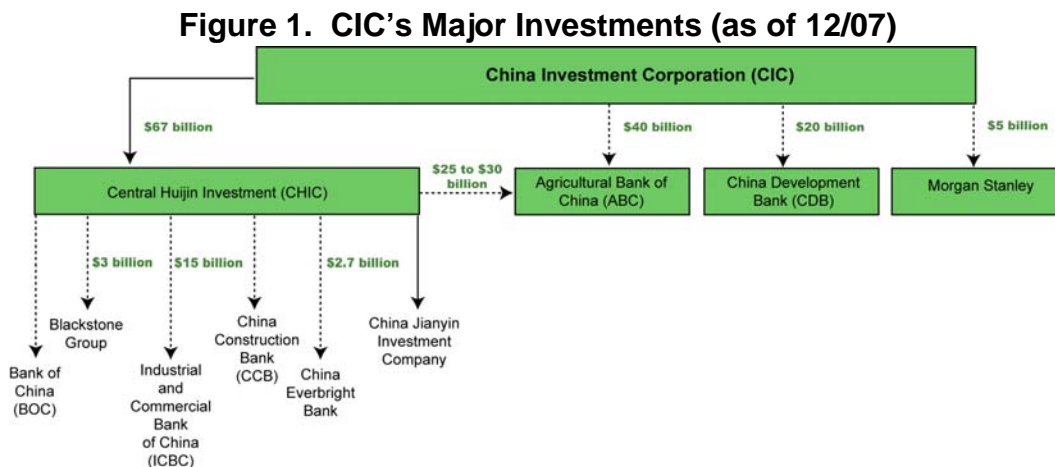 Figure 1. CIC's Major Investments (as of 12/07)
China Investment Corporation (CIC)
$67 billion
$40 billion
$20 billion
$5 billion
Central Huijin Investment (CHIC)
$25 to $30
billion
Agricultural Bank of
China (ABC)
China Development
Bank (CDB)
Morgan Stanley
$3 billion
$15 billion
$2.7 billion
Bank of
China
(BOC)
Blackstone
Group
Industrial
and
Commercial
Bank
of China
(ICBC)
China
Construction
Bank
(CCB)
China
Everbright
Bank
China Jianyin
Investment
Company